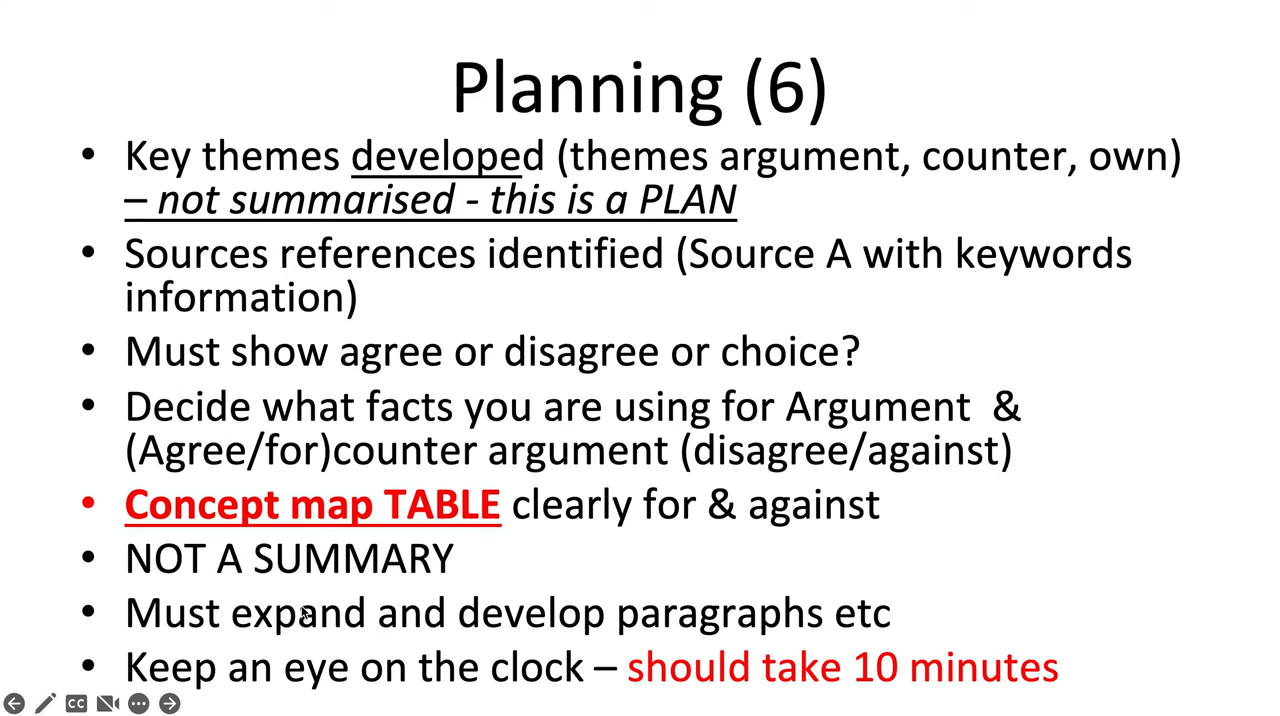 Planning (6)
• Key themes developed (themes argument, counter, own)
– not summarised - this is a PLAN
• Sources references identified (Source A with keywords
information)
• Must show agree or disagree or choice?
• Decide what facts you are using for Argument &
(Agree/for)counter argument (disagree/against)
• Concept map TABLE clearly for & against
• NOT A SUMMARY
• Must expand and develop paragraphs etc
• Keep an eye on the clock – should take 10 minutes
CC